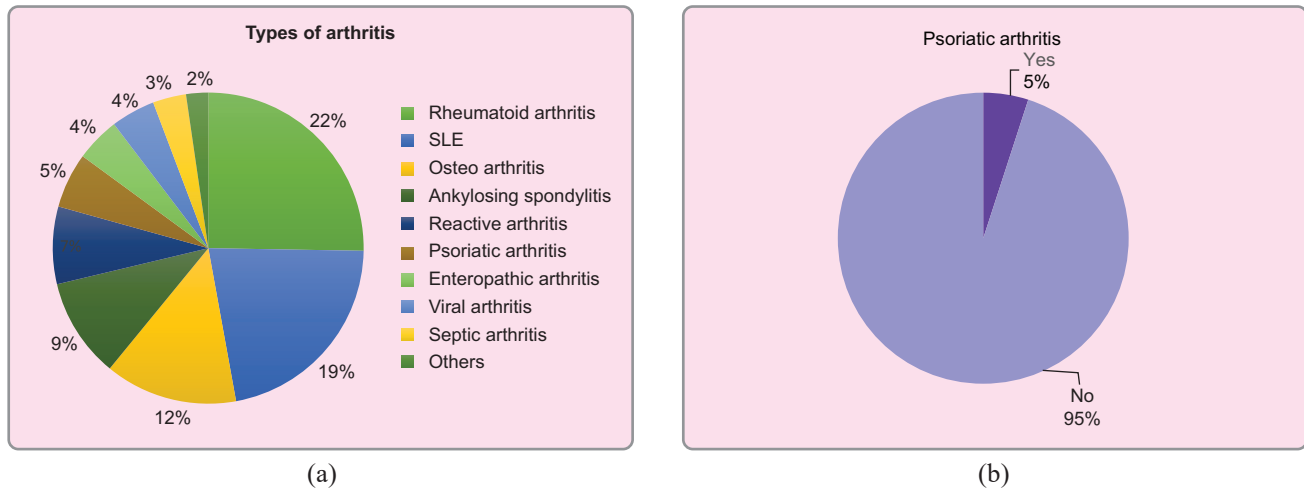 Types of arthritis
2%
3%
4%
4%
5%
7%
9%
12%
19%
22%
Rheumatoid arthritis
SLE
Osteo arthritis
Ankylosing spondylitis
Reactive arthritis
Psoriatic arthritis
Enteropathic arthritis
Viral arthritis
Septic arthritis
Others
(a)
Psoriatic arthritis
Yes
5%
No
95%
(b)